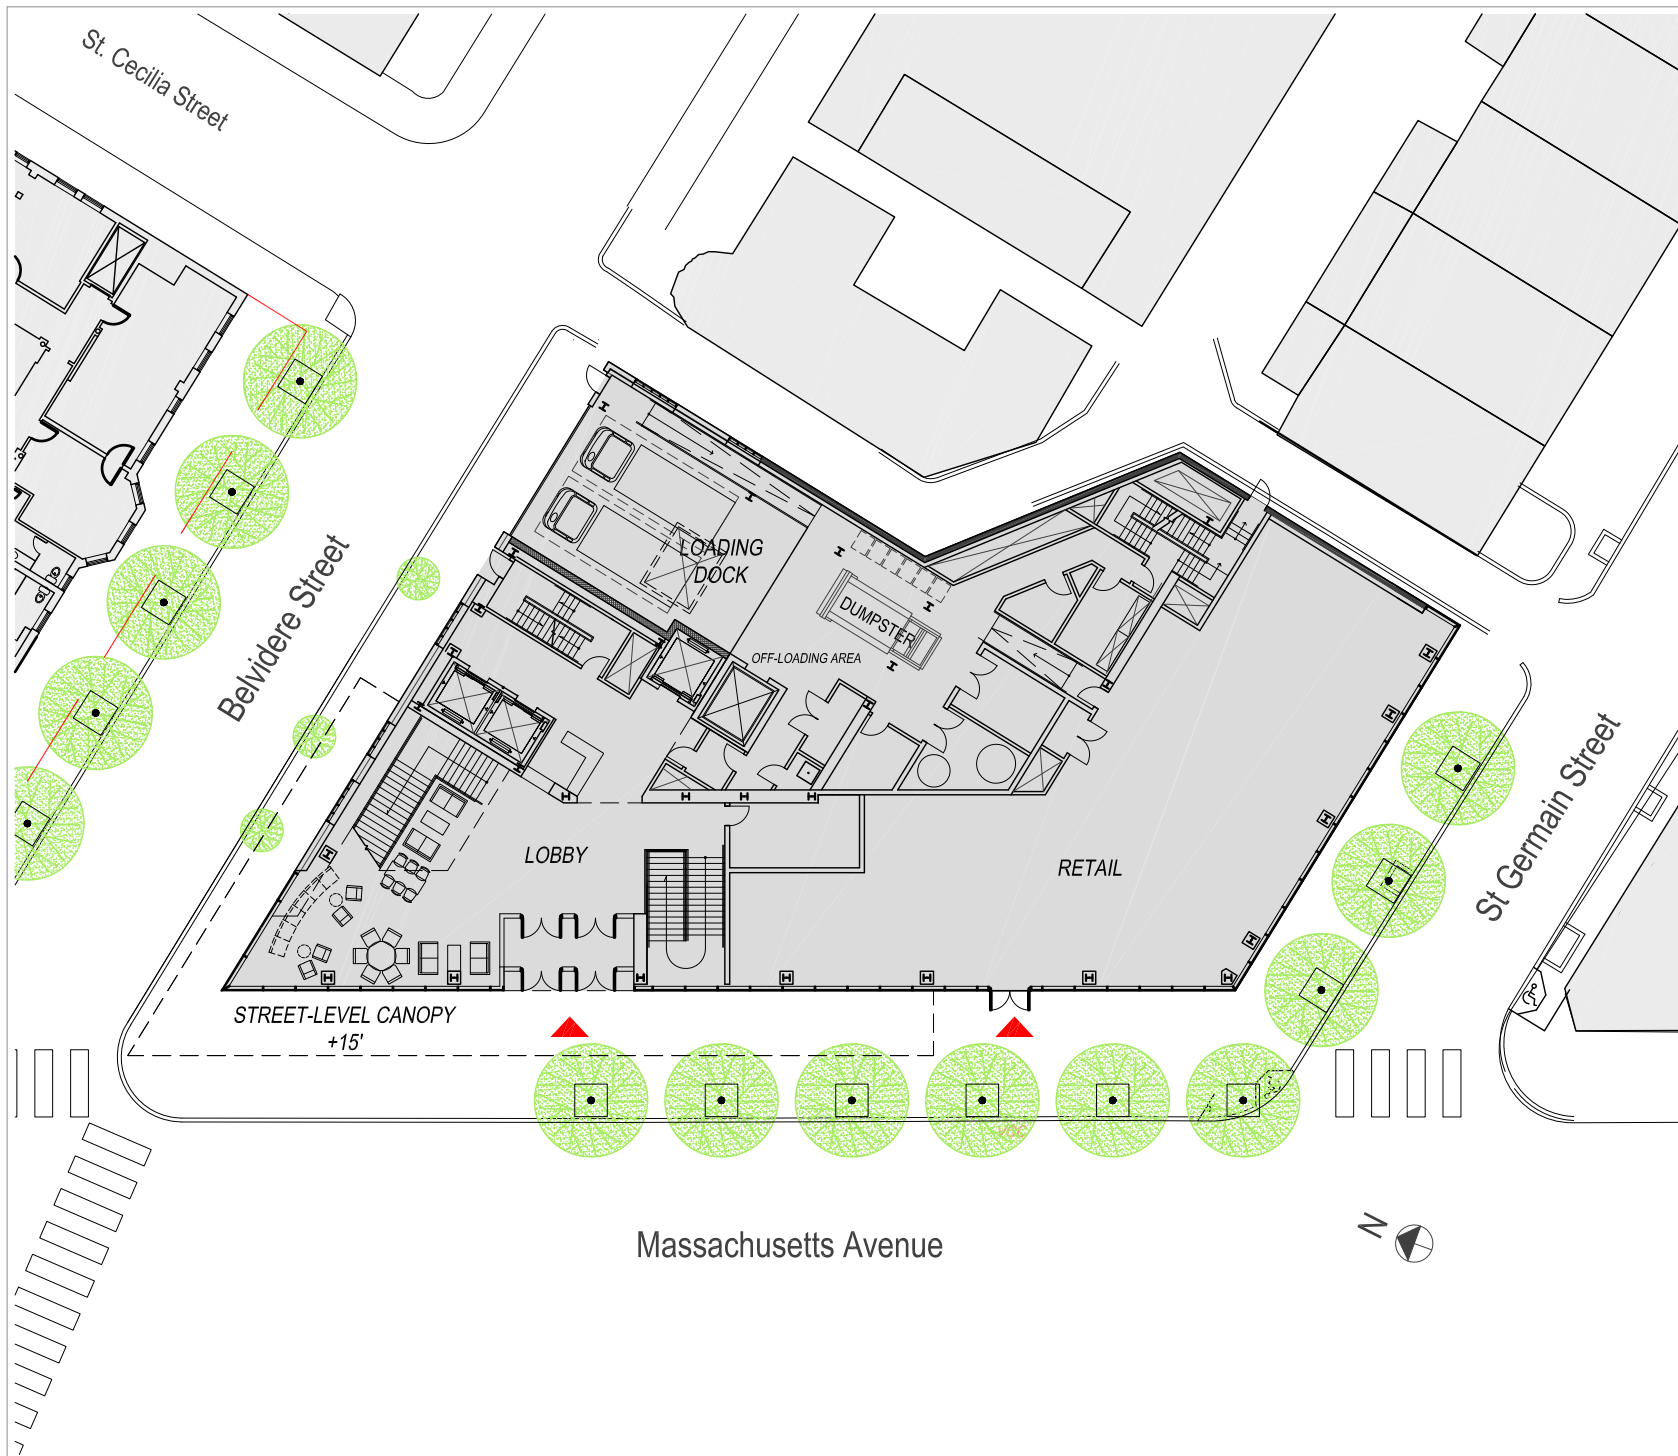 St. Cecilia Street
Belvidere Street
LOADING
DOCK
DUMPSTER
OFF-LOADING AREA
LOBBY
RETAIL
St Germain Street
STREET-LEVEL CANOPY
+15'
Massachusetts Avenue
N